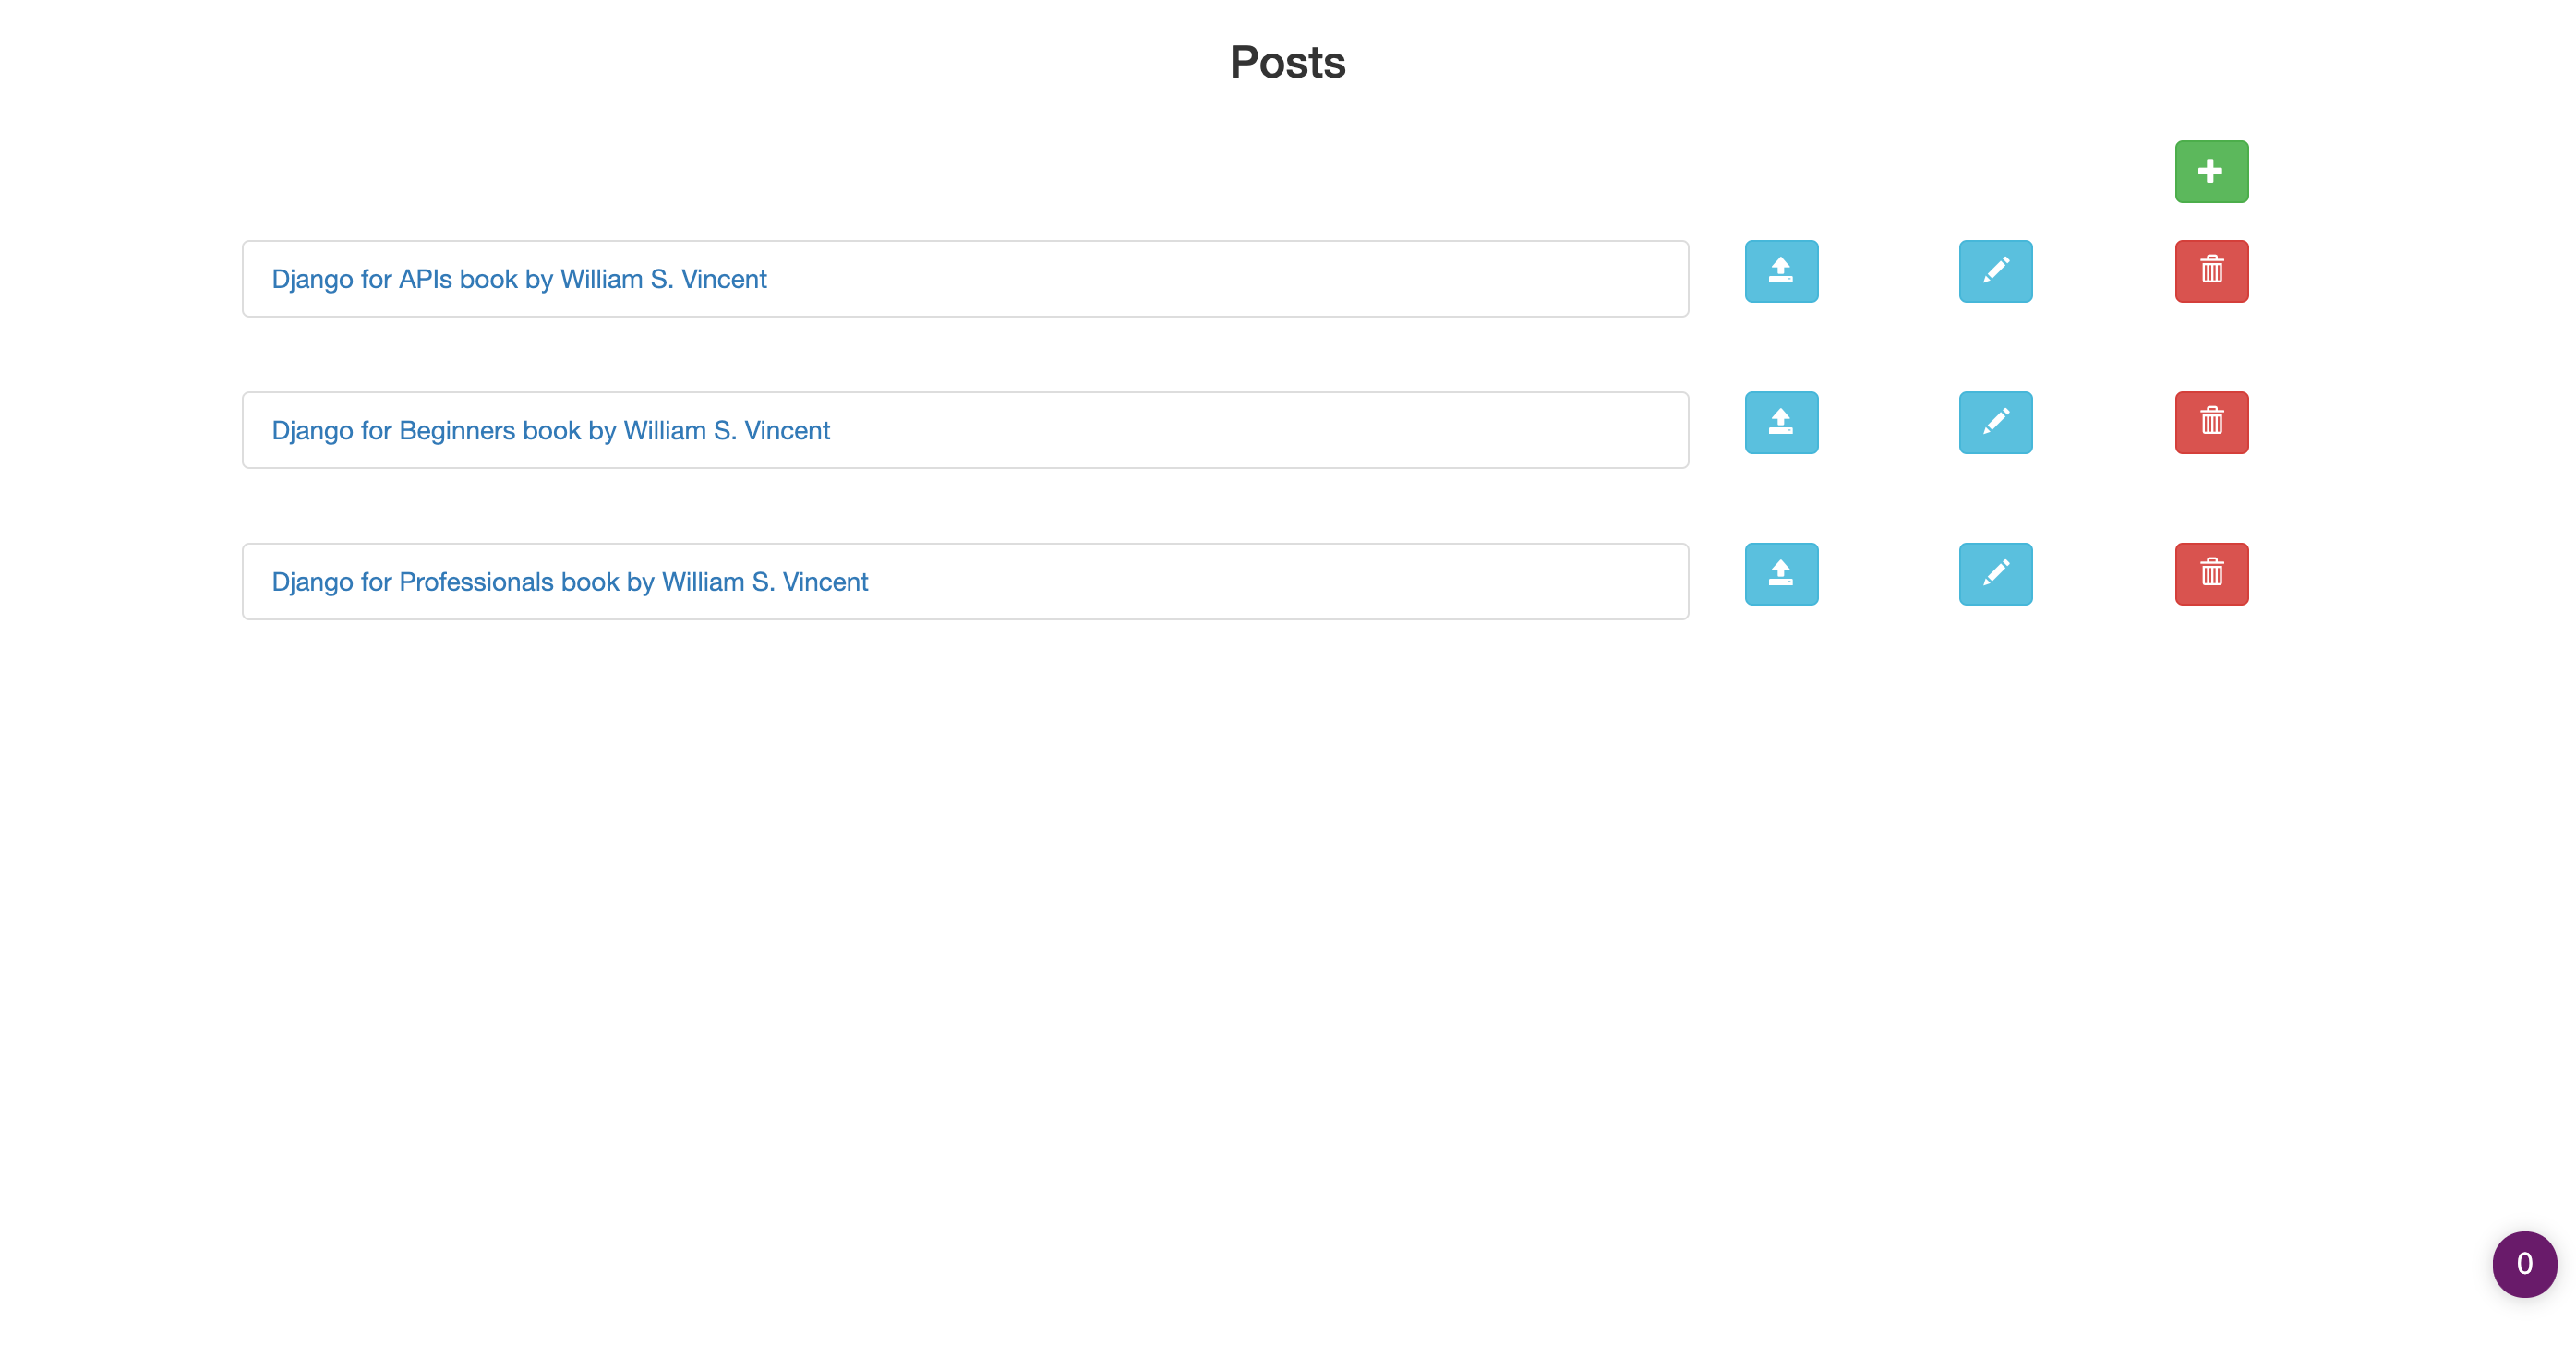 Posts
Django for APIs book by William S. Vincent
Django for Beginners book by William S. Vincent
Django for Professionals book by William S. Vincent
0